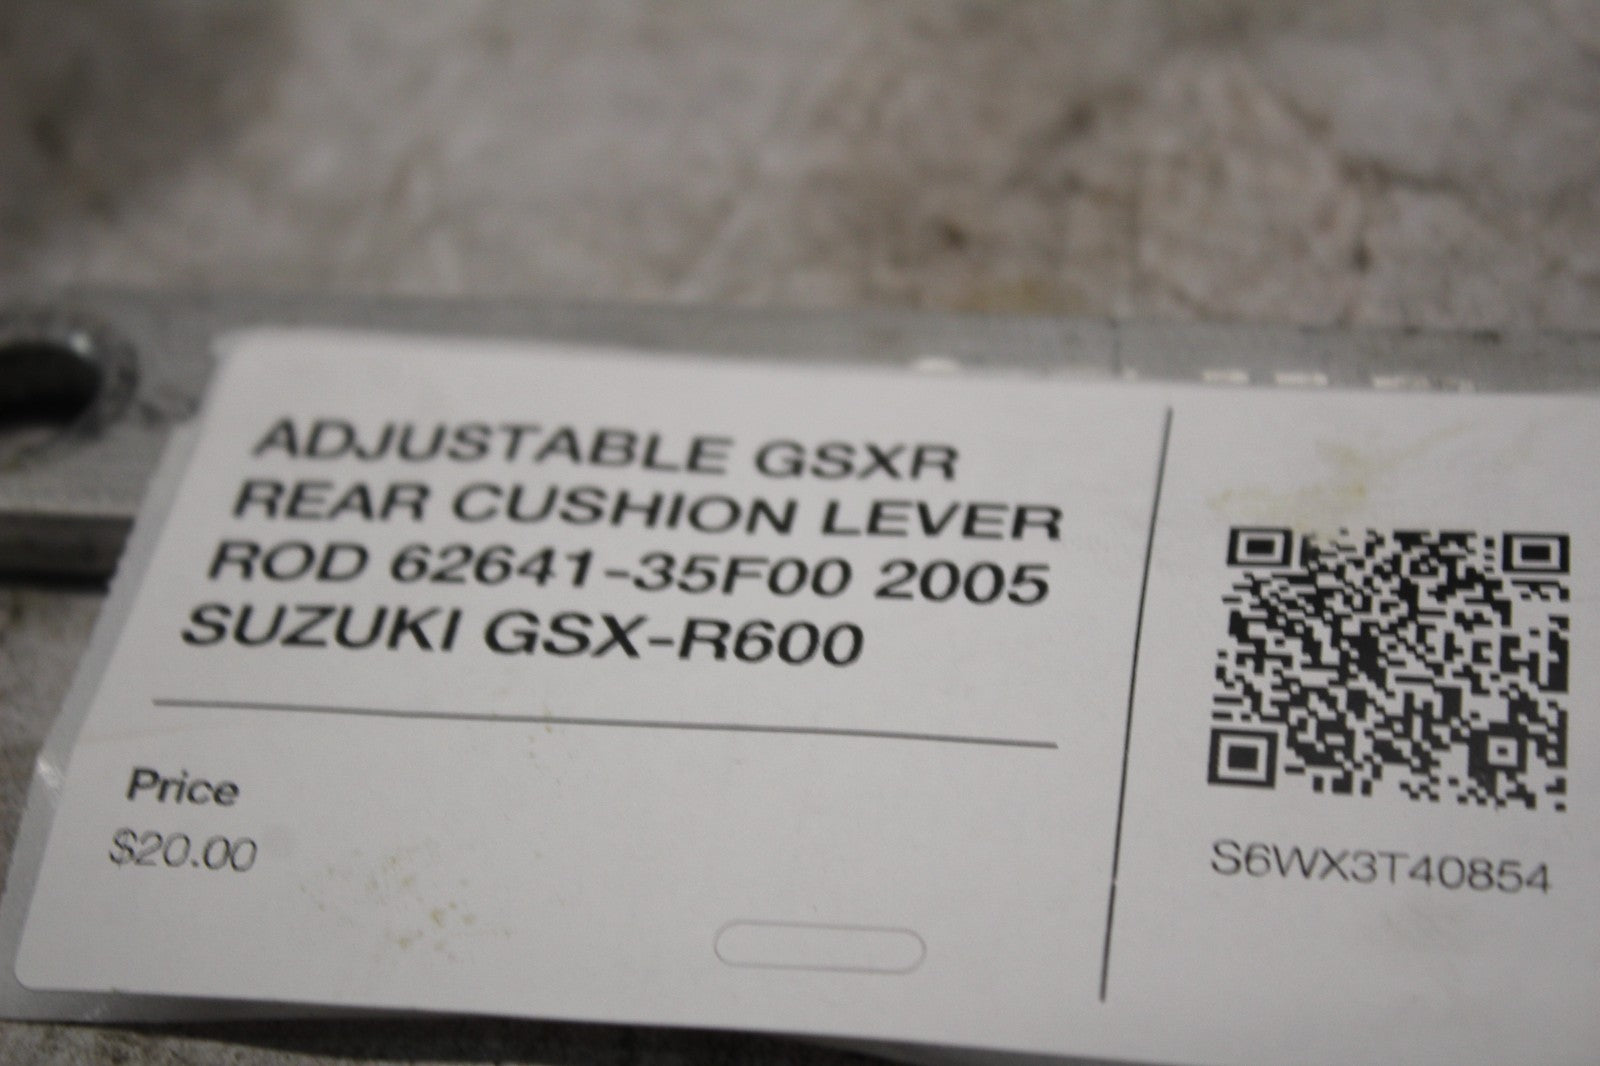 ADJUSTABLE GSXR
REAR CUSHION LEVER
ROD 62641-35F00 2005
SUZUKI GSX-R600
Price
$20.00
S6WX3T40854